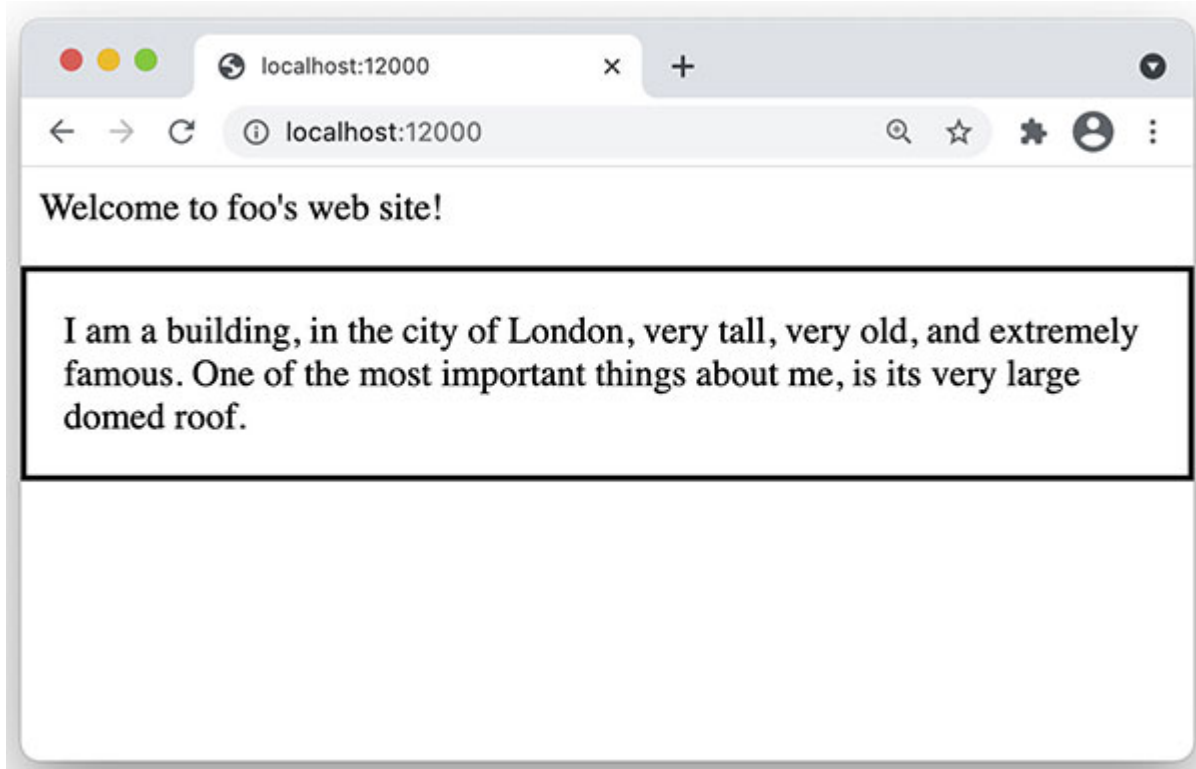 localhost:12000
localhost:12000
Welcome to foo's web site!
I am a building, in the city of London, very tall, very old, and extremely
famous. One of the most important things about me, is its very large
domed roof.